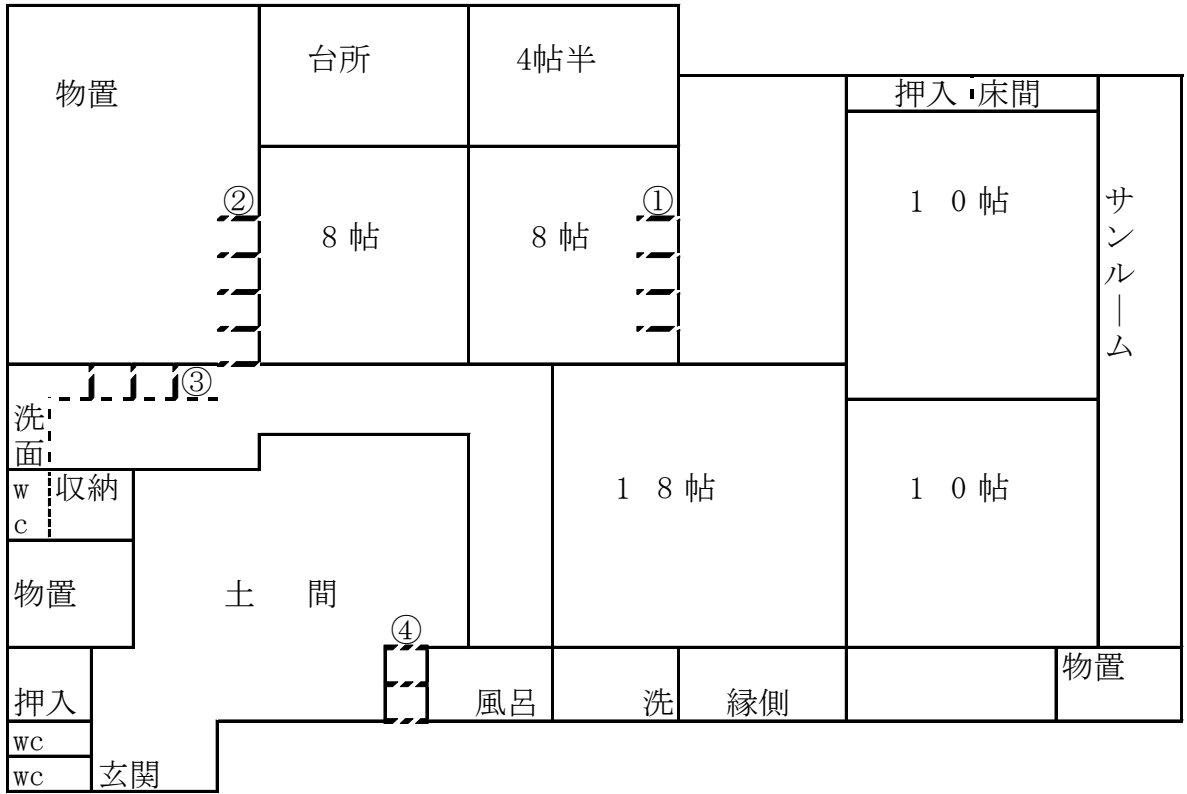 台所
4帖半
物置
押入 床間
②
①
8 帖
8 帖
1 0 帖
サンルーム
③
洗面
wc
収納
1 8 帖
1 0 帖
物置
土 間
④
押入
風呂
洗
縁側
物置
wc
wc
玄関